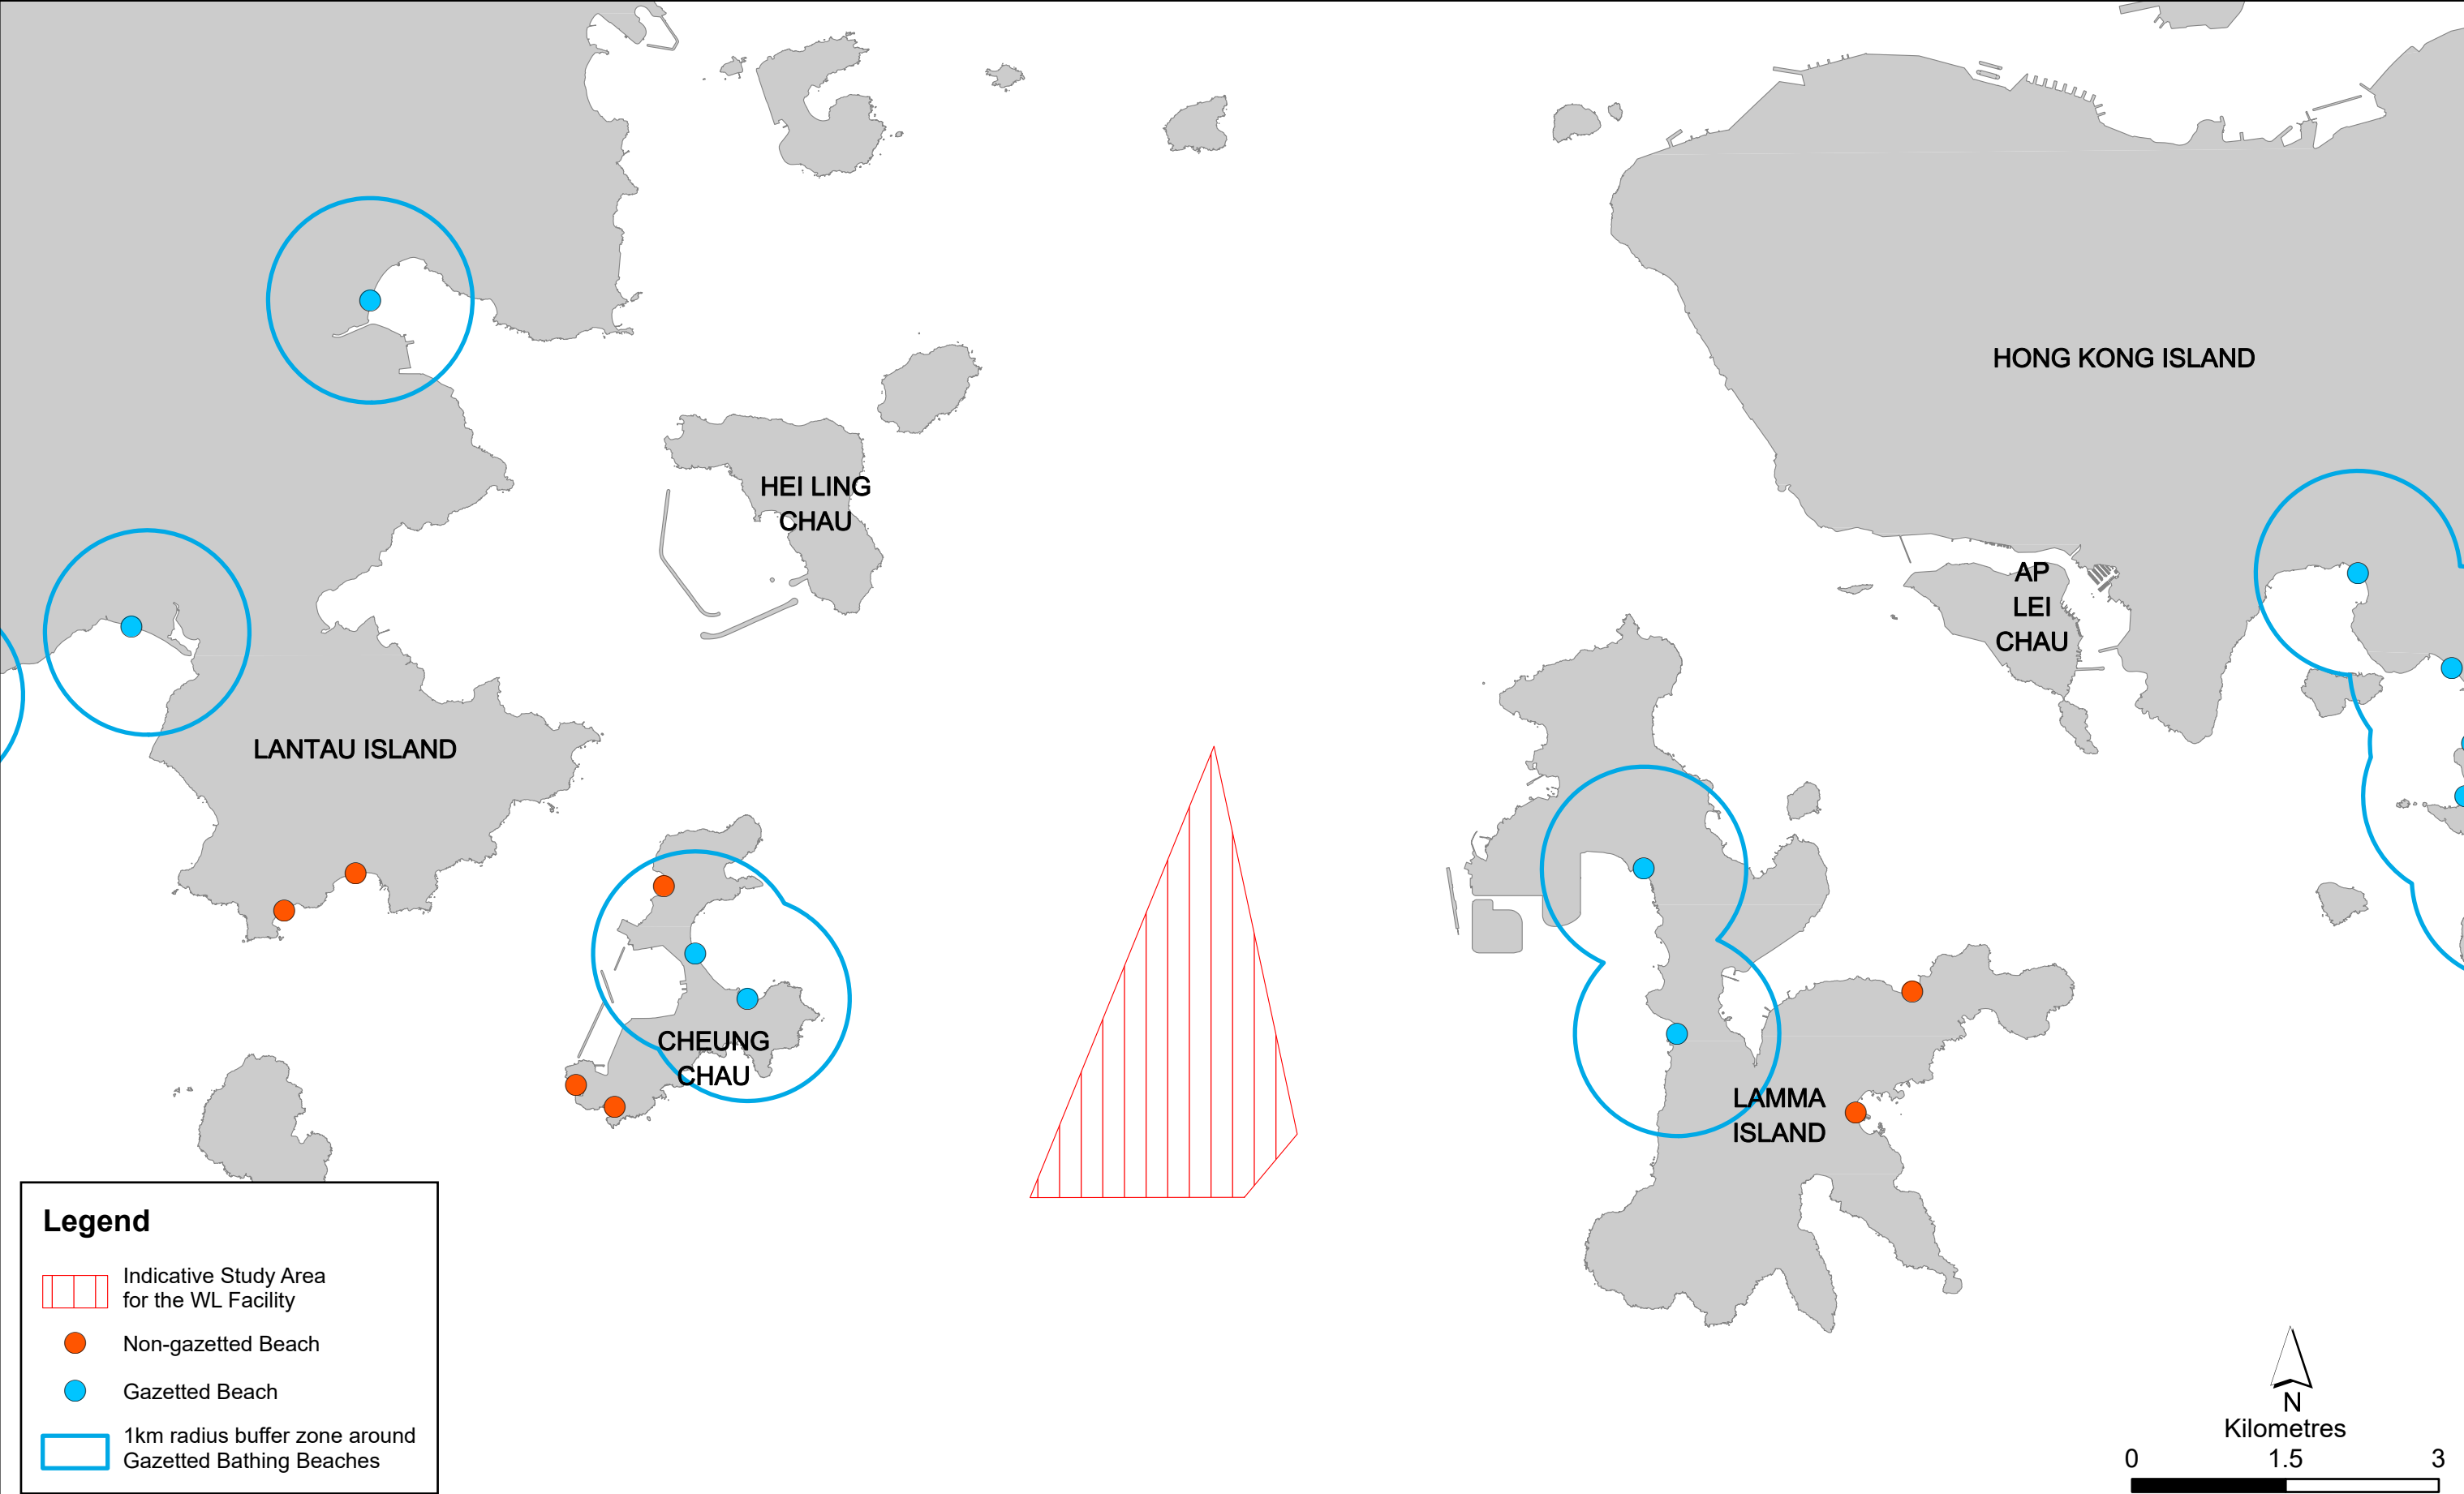 HONG KONG ISLAND
HEI LING
CHAU
AP
LEI
CHAU
LANTAU ISLAND
CHEUNG
CHAU
LAMMA
ISLAND
Legend
Indicative Study Area
for the WL Facility
Non-gazetted Beach
Gazetted Beach
1km radius buffer zone around
Gazetted Bathing Beaches
N
Kilometres
0 1.5 3